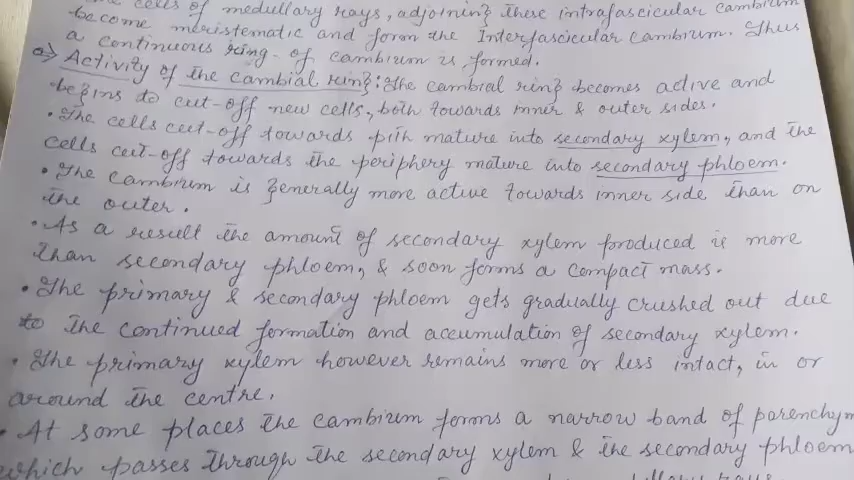 cells of medullary rays, adjoining these intrafascicular cambium
become meristematic and form the Interfascicular cambium. Thus
a continuous ring of cambium is formed.
a) Activity of the cambial ring: The cambial ring becomes active and
begins to cut-off new cells, both towards inner & outer sides.
• The cells cut-off towards pith mature into secondary xylem, and the
cells cut-off towards the periphery mature into secondary phloem.
• The cambium is generally more active towards inner side than on
the outer.
• As a result the amount of secondary xylem produced is more
than secondary phloem, & soon forms a compact mass.
• The primary & secondary phloem gets gradually crushed out due
to the continued formation and accumulation of secondary xylem.
• The primary xylem however remains more or less intact, in or
around the centre.
• At some places the cambium forms a narrow band of parenchym
which passes through the secondary xylem & the secondary phloem